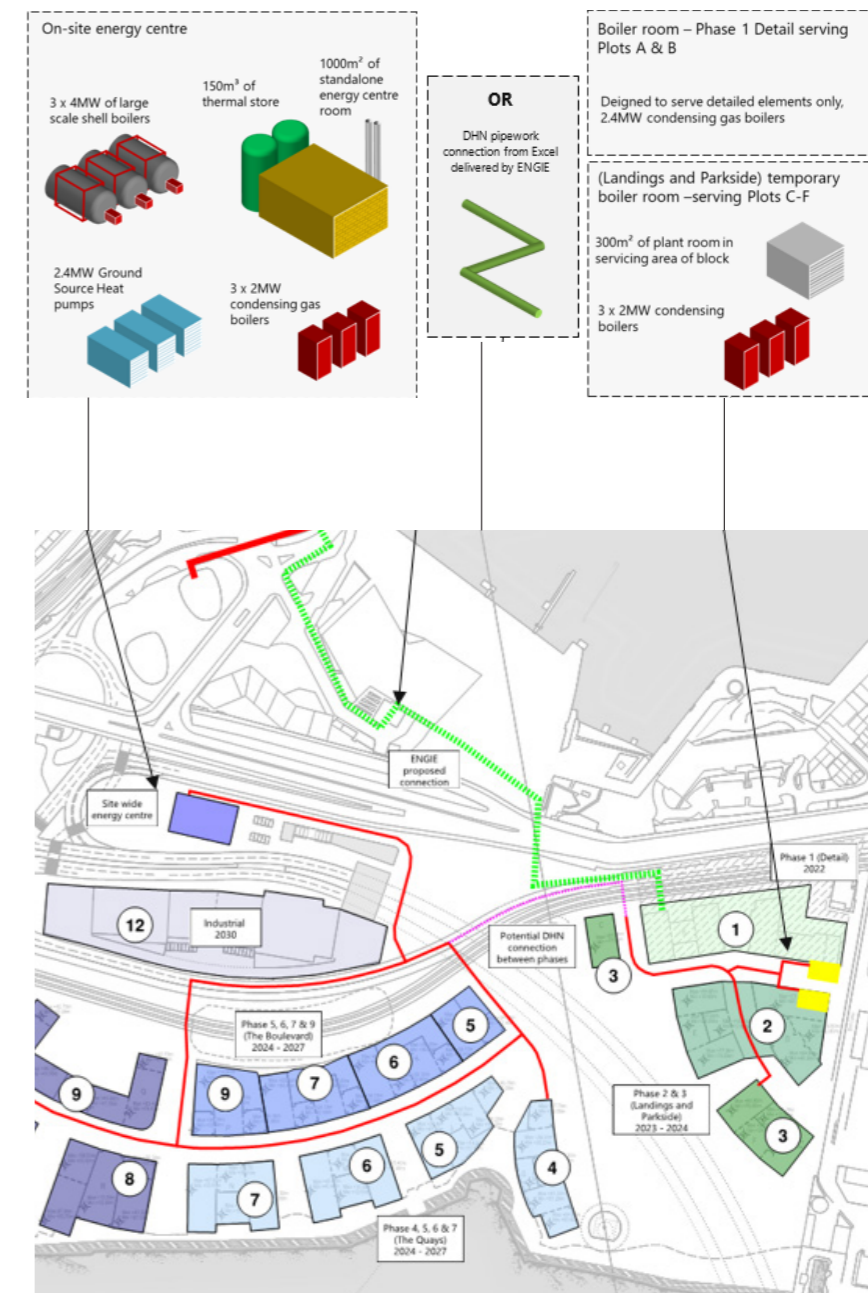 On-site energy centre
3 x 4MW of large
scale shell boilers
150m³ of
thermal store
1000m² of
standalone
energy centre
room
2.4MW Ground
Source Heat
pumps
3 x 2MW
condensing gas
boilers
OR
DHN pipework
connection from Excel
delivered by ENGIE
Boiler room – Phase 1 Detail serving
Plots A & B
Deigned to serve detailed elements only,
2.4MW condensing gas boilers
(Landings and Parkside) temporary
boiler room –serving Plots C-F
300m² of plant room in
servicing area of block
3 x 2MW condensing
boilers
ENGIE
proposed
connection
Site wide
energy centre
Phase 1 (Detail)
2022
12
Industrial
2030
Potential DHN
connection
between phases
1
3
2
Phase 5, 6, 7 & 9
(The Boulevard)
2024 - 2027
5
6
7
9
9
Phase 2 & 3
(Landings and
Parkside)
2023 - 2024
3
5
4
6
8
7
Phase 4, 5, 6 & 7
(The Quays)
2024 - 2027